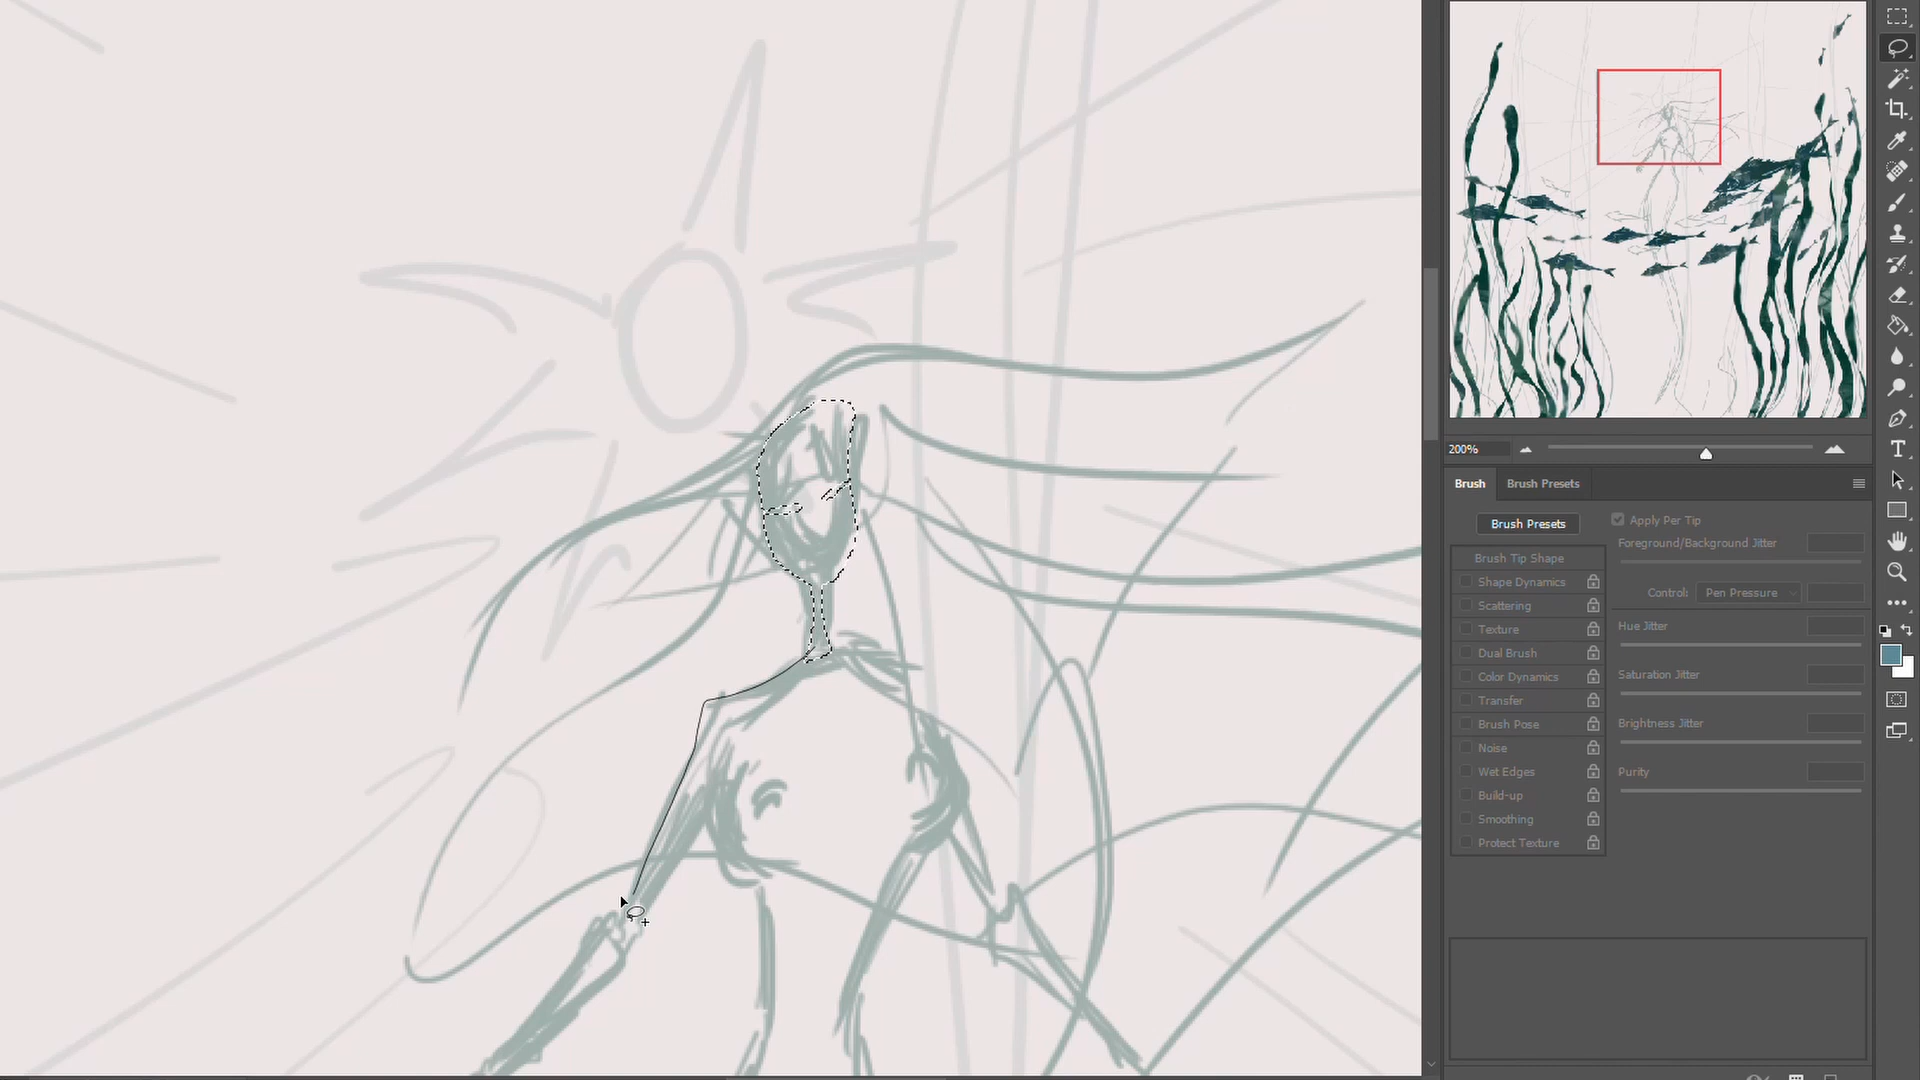 200%
Brush
Brush Presets
Brush Presets
Apply Per Tip
Foreground/Background Jitter
Brush Tip Shape
Shape Dynamics
Control: Pen Pressure
Scattering
Hue Jitter
Texture
Dual Brush
Saturation Jitter
Color Dynamics
Transfer
Brush Pose
Brightness Jitter
Noise
Wet Edges
Purity
Build-up
Smoothing
Protect Texture